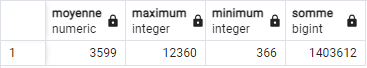 moyenne maximum minimum somme
numeric integer integer bigint
1 3599 12360 366 1403612